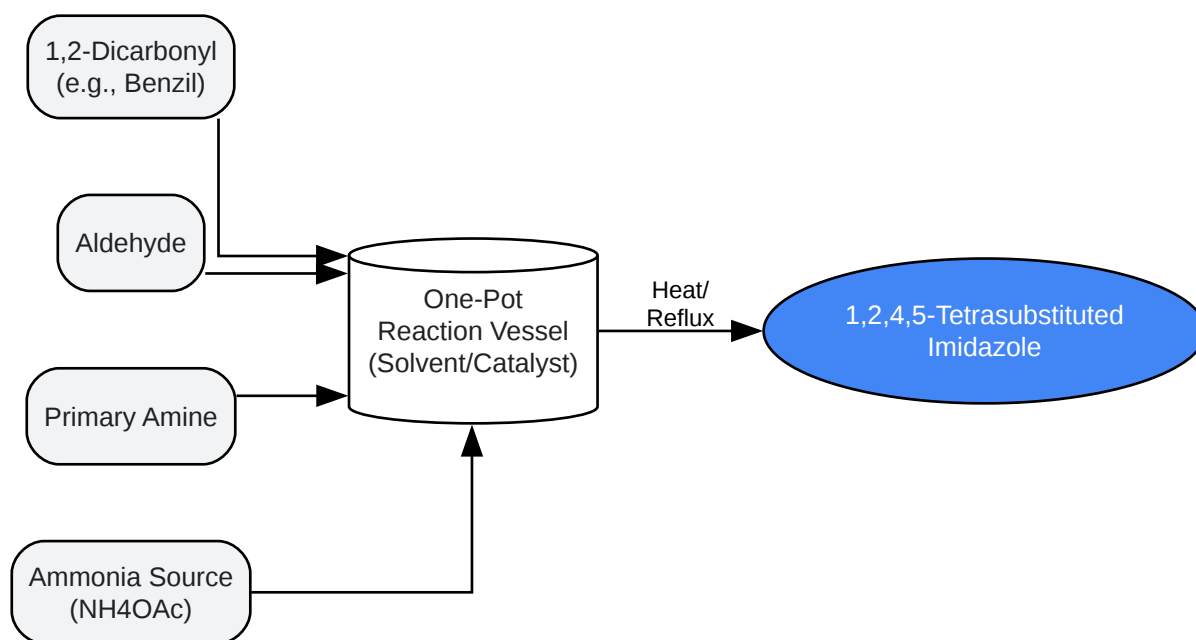 1,2-Dicarbonyl
(e.g., Benzil)
Aldehyde
One-Pot
Reaction Vessel
(Solvent/Catalyst)
Heat/
Reflux
1,2,4,5-Tetrasubstituted
Imidazole
Primary Amine
Ammonia Source
(NH4OAc)